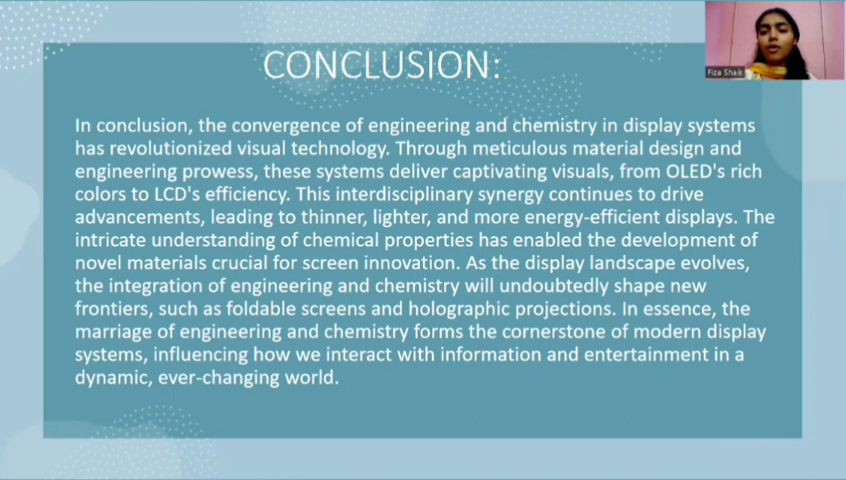 CONCLUSION:
Fiza Shaik
In conclusion, the convergence of engineering and chemistry in display systems
has revolutionized visual technology. Through meticulous material design and
engineering prowess, these systems deliver captivating visuals, from OLED's rich
colors to LCD's efficiency. This interdisciplinary synergy continues to drive
advancements, leading to thinner, lighter, and more energy-efficient displays. The
intricate understanding of chemical properties has enabled the development of
novel materials crucial for screen innovation. As the display landscape evolves,
the integration of engineering and chemistry will undoubtedly shape new
frontiers, such as foldable screens and holographic projections. In essence, the
marriage of engineering and chemistry forms the cornerstone of modern display
systems, influencing how we interact with information and entertainment in a
dynamic, ever-changing world.